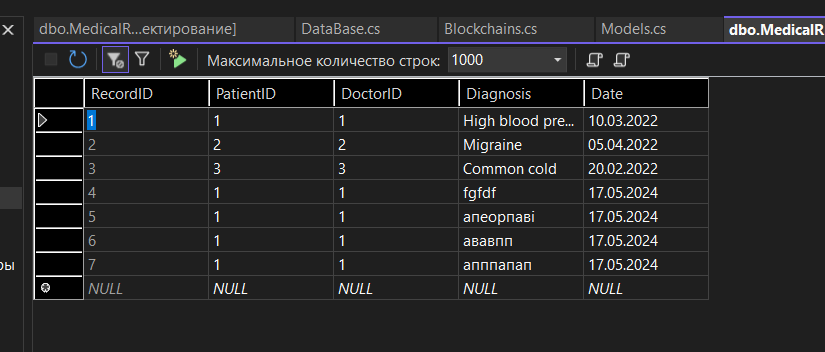 dbo.MedicalR...ектирование] DataBase.cs Blockchains.cs Models.cs dbo.MedicalR
Максимальное количество строк: 1000
RecordID PatientID DoctorID Diagnosis Date
1 1 1 High blood pre... 10.03.2022
2 2 2 Migraine 05.04.2022
3 3 3 Common cold 20.02.2022
4 1 1 fgfdf 17.05.2024
5 1 1 апеорпаві 17.05.2024
6 1 1 ававпп 17.05.2024
ры 7 1 1 апппапап 17.05.2024
NULL NULL NULL NULL NULL